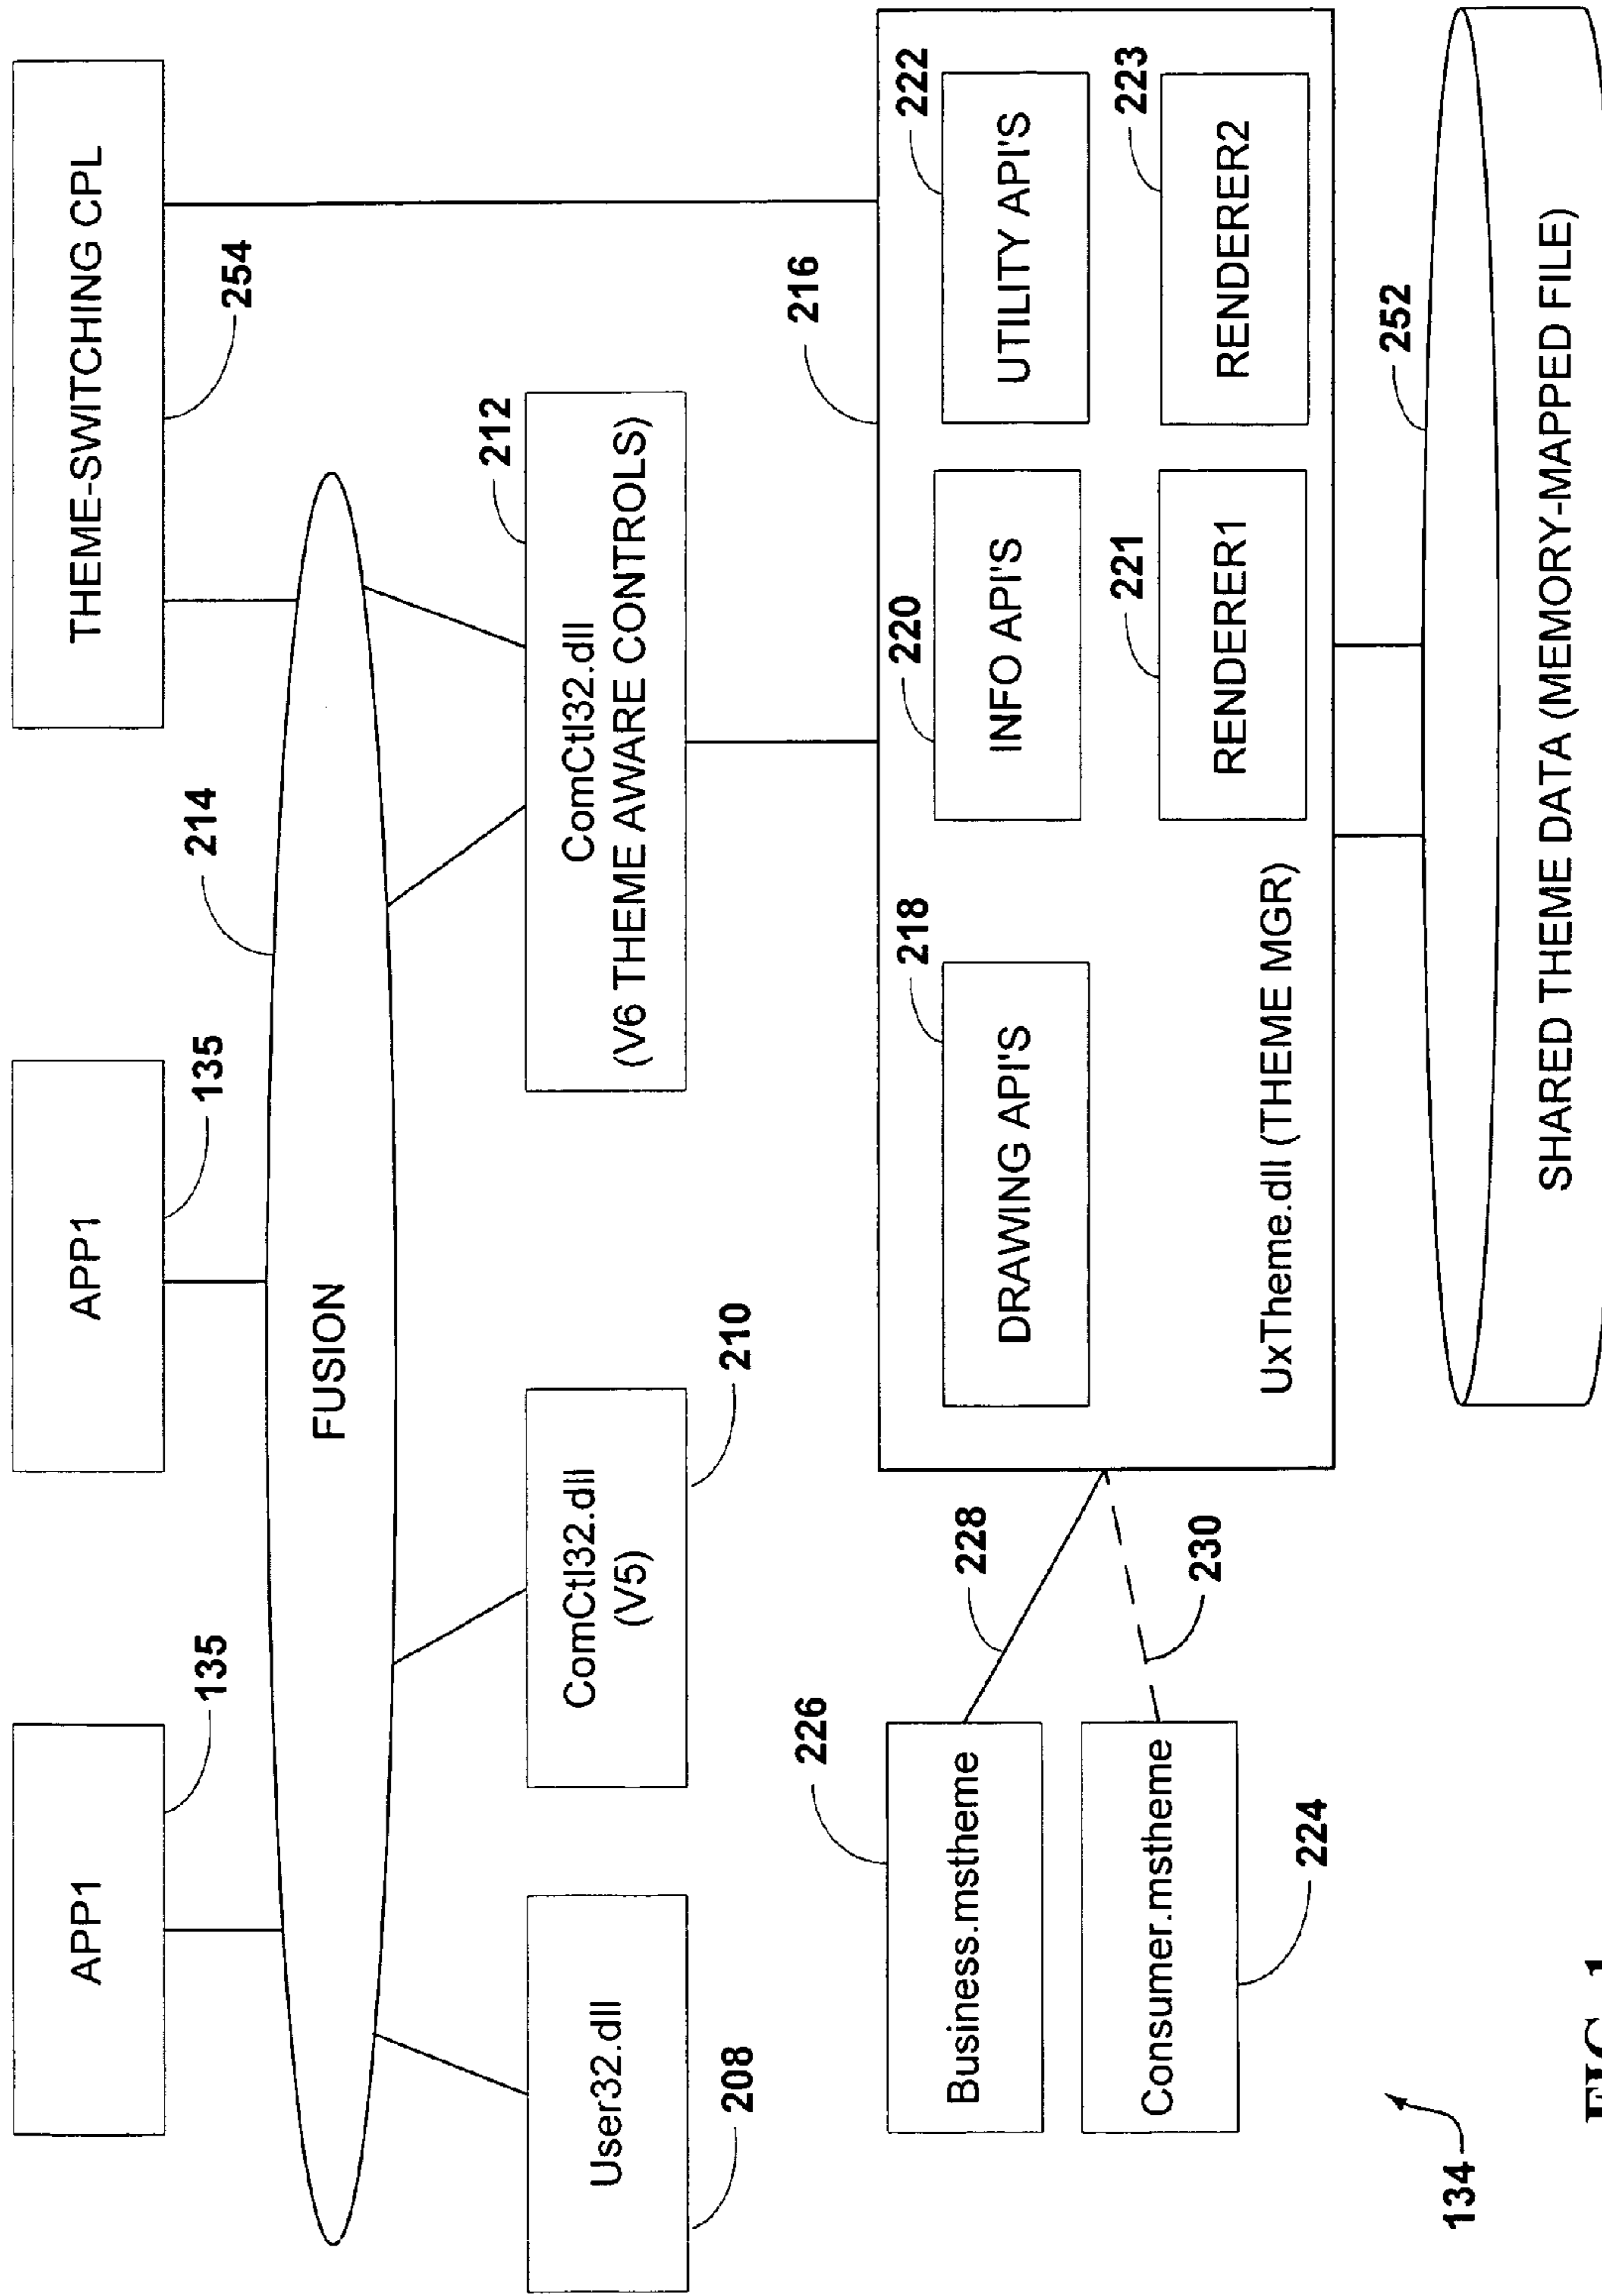 APP1
135
APP1
135
THEME-SWITCHING CPL
254
FUSION
214
User32.dll
208
ComCtl32.dll
(V5)
210
ComCtl32.dll
(V6 THEME AWARE CONTROLS)
212
216
Business.mstheme
226
228
Consumer.mstheme
224
230
DRAWING API'S
218
INFO API'S
220
UTILITY API'S
222
RENDERER1
221
RENDERER2
223
UxTheme.dll (THEME MGR)
252
SHARED THEME DATA (MEMORY-MAPPED FILE)
134
FIG. 1